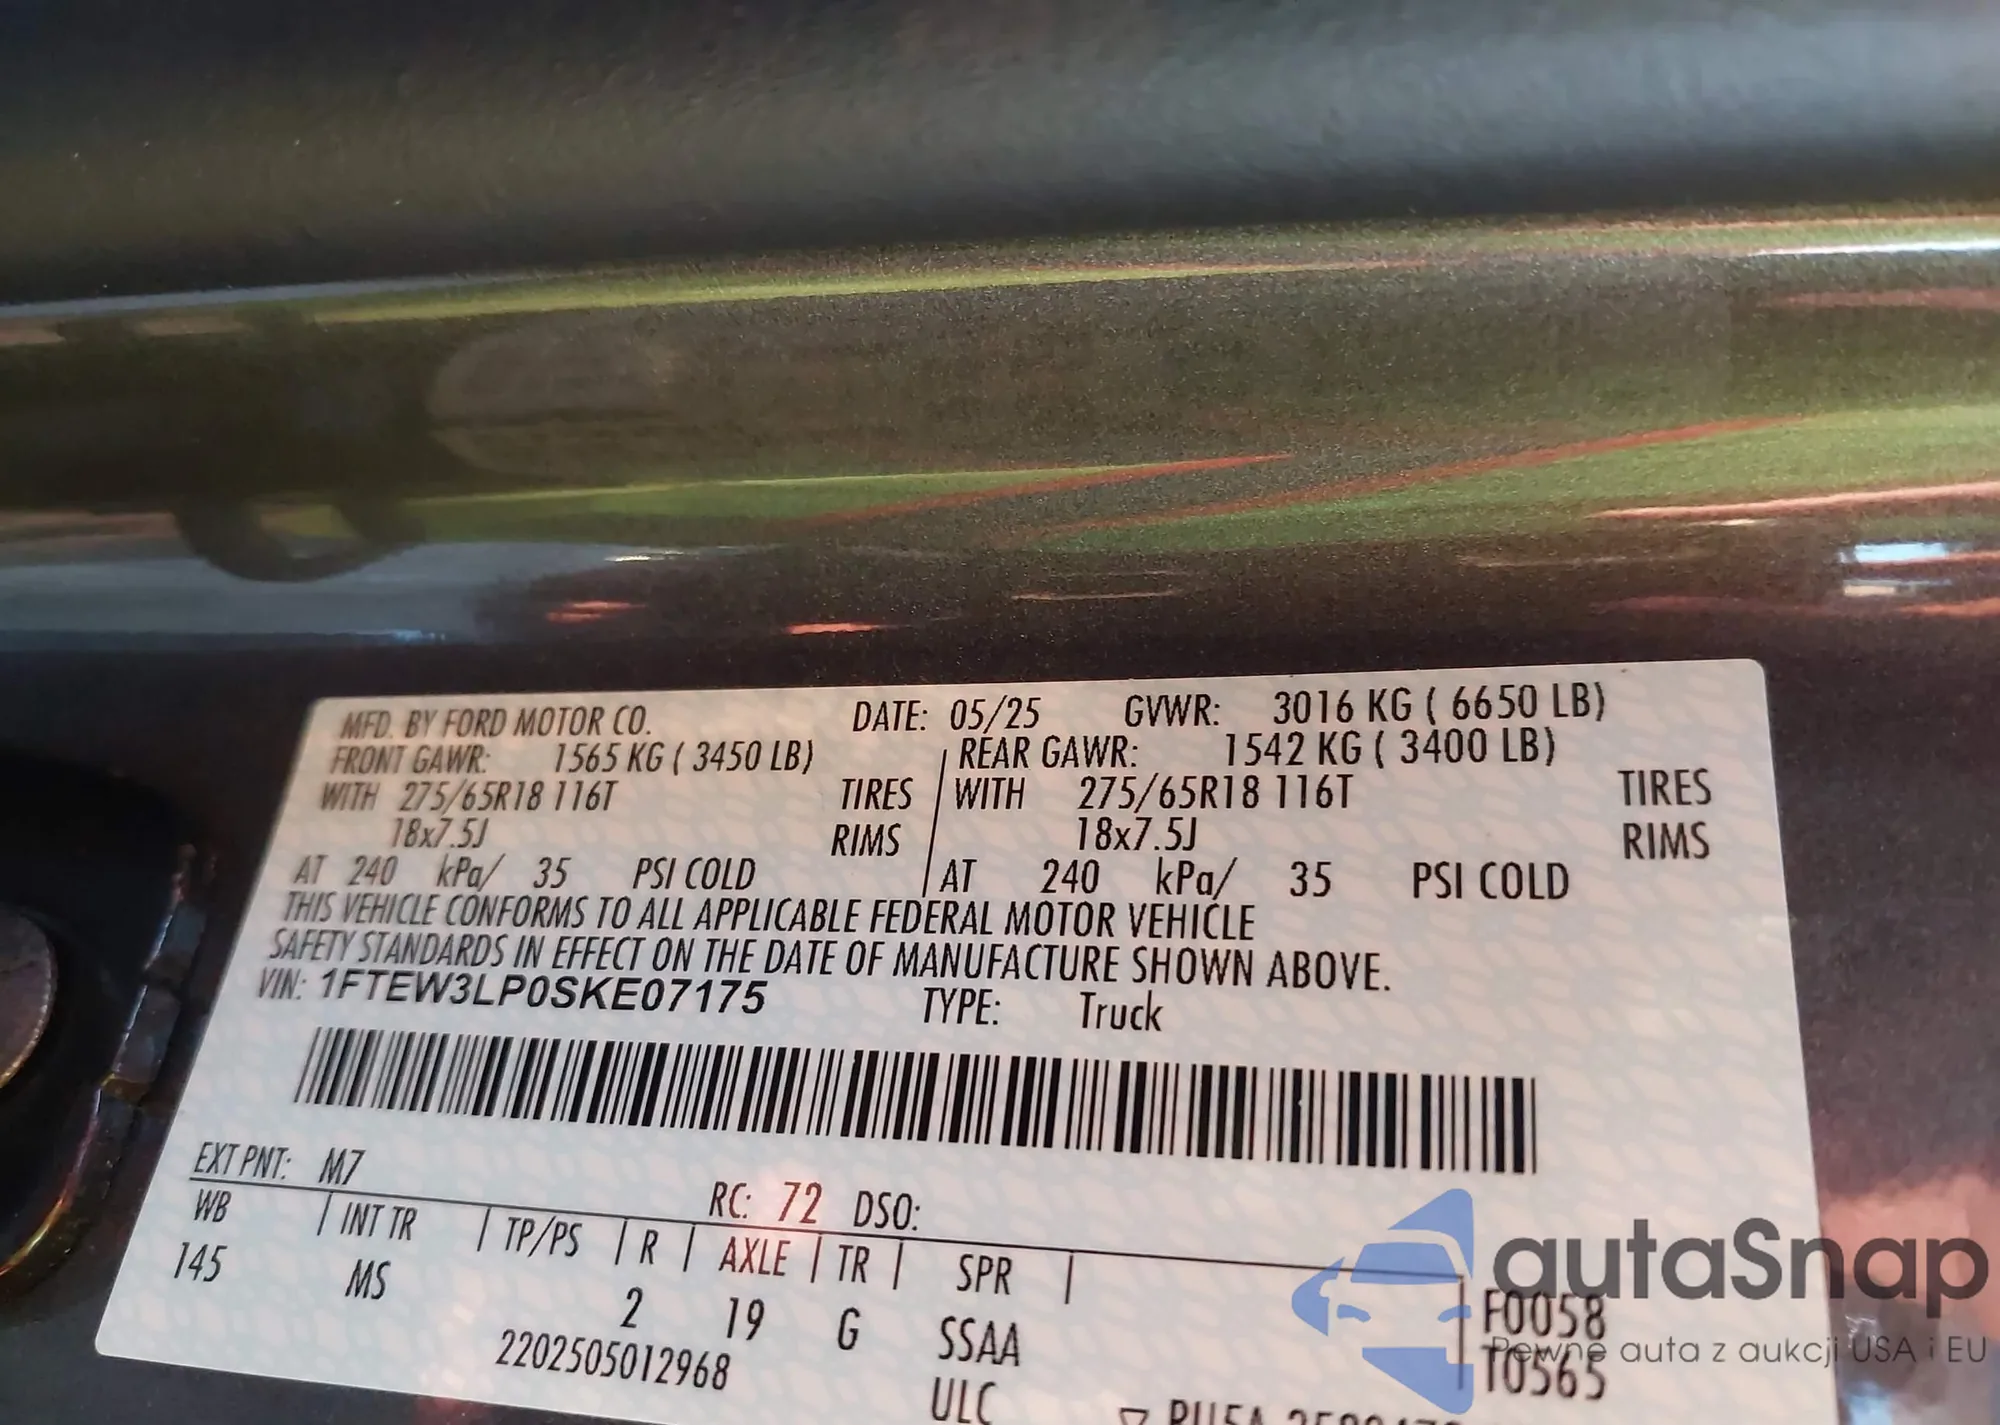 MFD. BY FORD MOTOR CO. DATE: 05/25 GVWR: 3016 KG ( 6650 LB)
FRONT GAWR: 1565 KG ( 3450 LB) REAR GAWR: 1542 KG ( 3400 LB)
WITH 275/65R18 116T TIRES WITH 275/65R18 116T TIRES
18x7.5J RIMS 18x7.5J RIMS
AT 240 kPa/ 35 PSI COLD AT 240 kPa/ 35 PSI COLD
THIS VEHICLE CONFORMS TO ALL APPLICABLE FEDERAL MOTOR VEHICLE
SAFETY STANDARDS IN EFFECT ON THE DATE OF MANUFACTURE SHOWN ABOVE.
VIN: 1FTEW3LP0SKE07175 TYPE: Truck
EXT PNT: M7 RC: 72 DSO:
WB INT TR TP/PS R AXLE TR SPR
145 MS 2 19 G SSAA F0058
2202505012968 T0565
ULC
autaSnap
Pewne auta z aukcji USA i EU